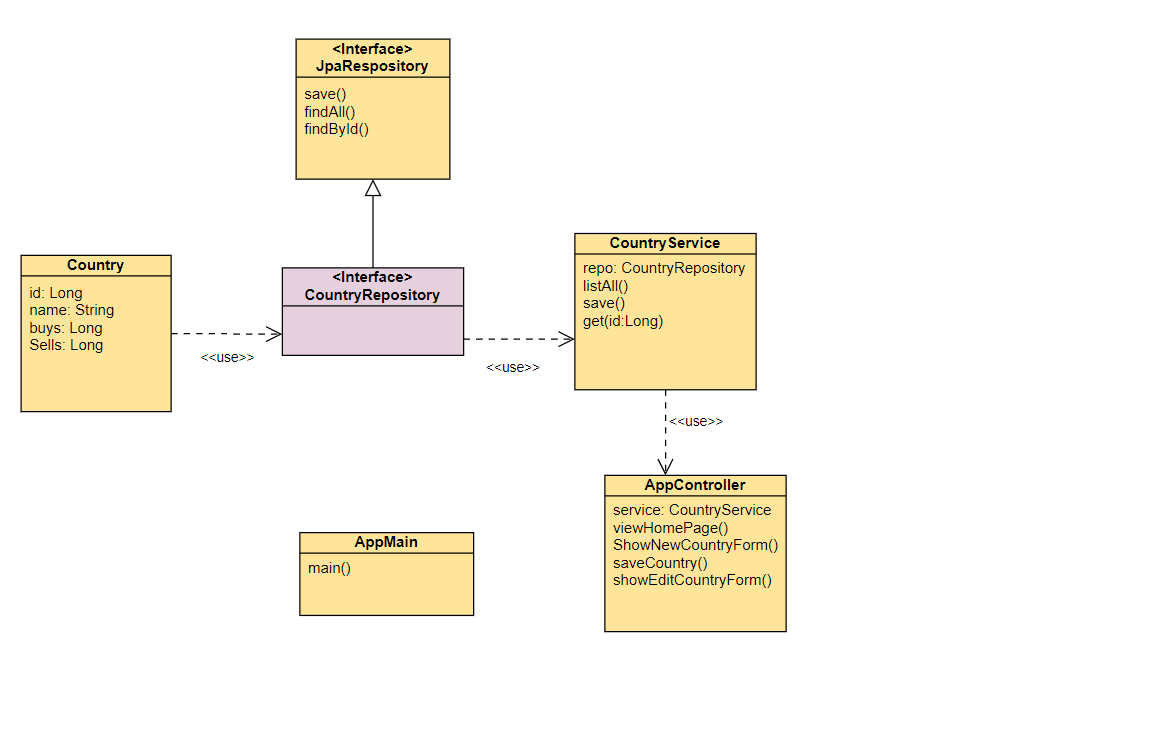 <Interface>
JpaRespository
save()
findAll()
findById()
Country
id: Long
name: String
buys: Long
Sells: Long
<<use>>
<Interface>
CountryRepository
<<use>>
CountryService
repo: CountryRepository
listAll()
save()
get(id:Long)
<<use>>
AppMain
main()
AppController
service: CountryService
viewHomePage()
ShowNewCountryForm()
saveCountry()
showEditCountryForm()